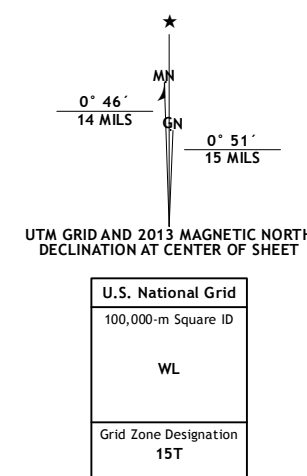 ★
MN
0° 46´
14 MILS
GN
0° 51´
15 MILS
UTM GRID AND 2013 MAGNETIC NORTH
DECLINATION AT CENTER OF SHEET
U.S. National Grid
100,000-m Square ID
WL
Grid Zone Designation
15T